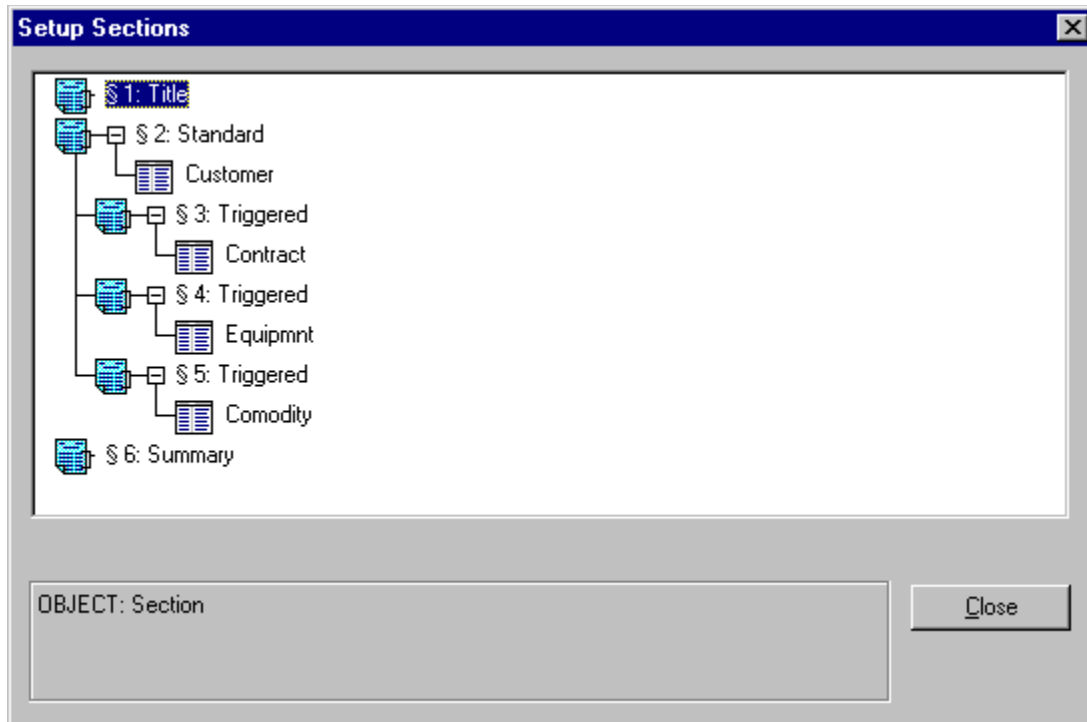 Setup Sections
§ 1: Title
§ 2: Standard
Customer
§ 3: Triggered
Contract
§ 4: Triggered
Equipmnt
§ 5: Triggered
Comodity
§ 6: Summary
OBJECT: Section
Close